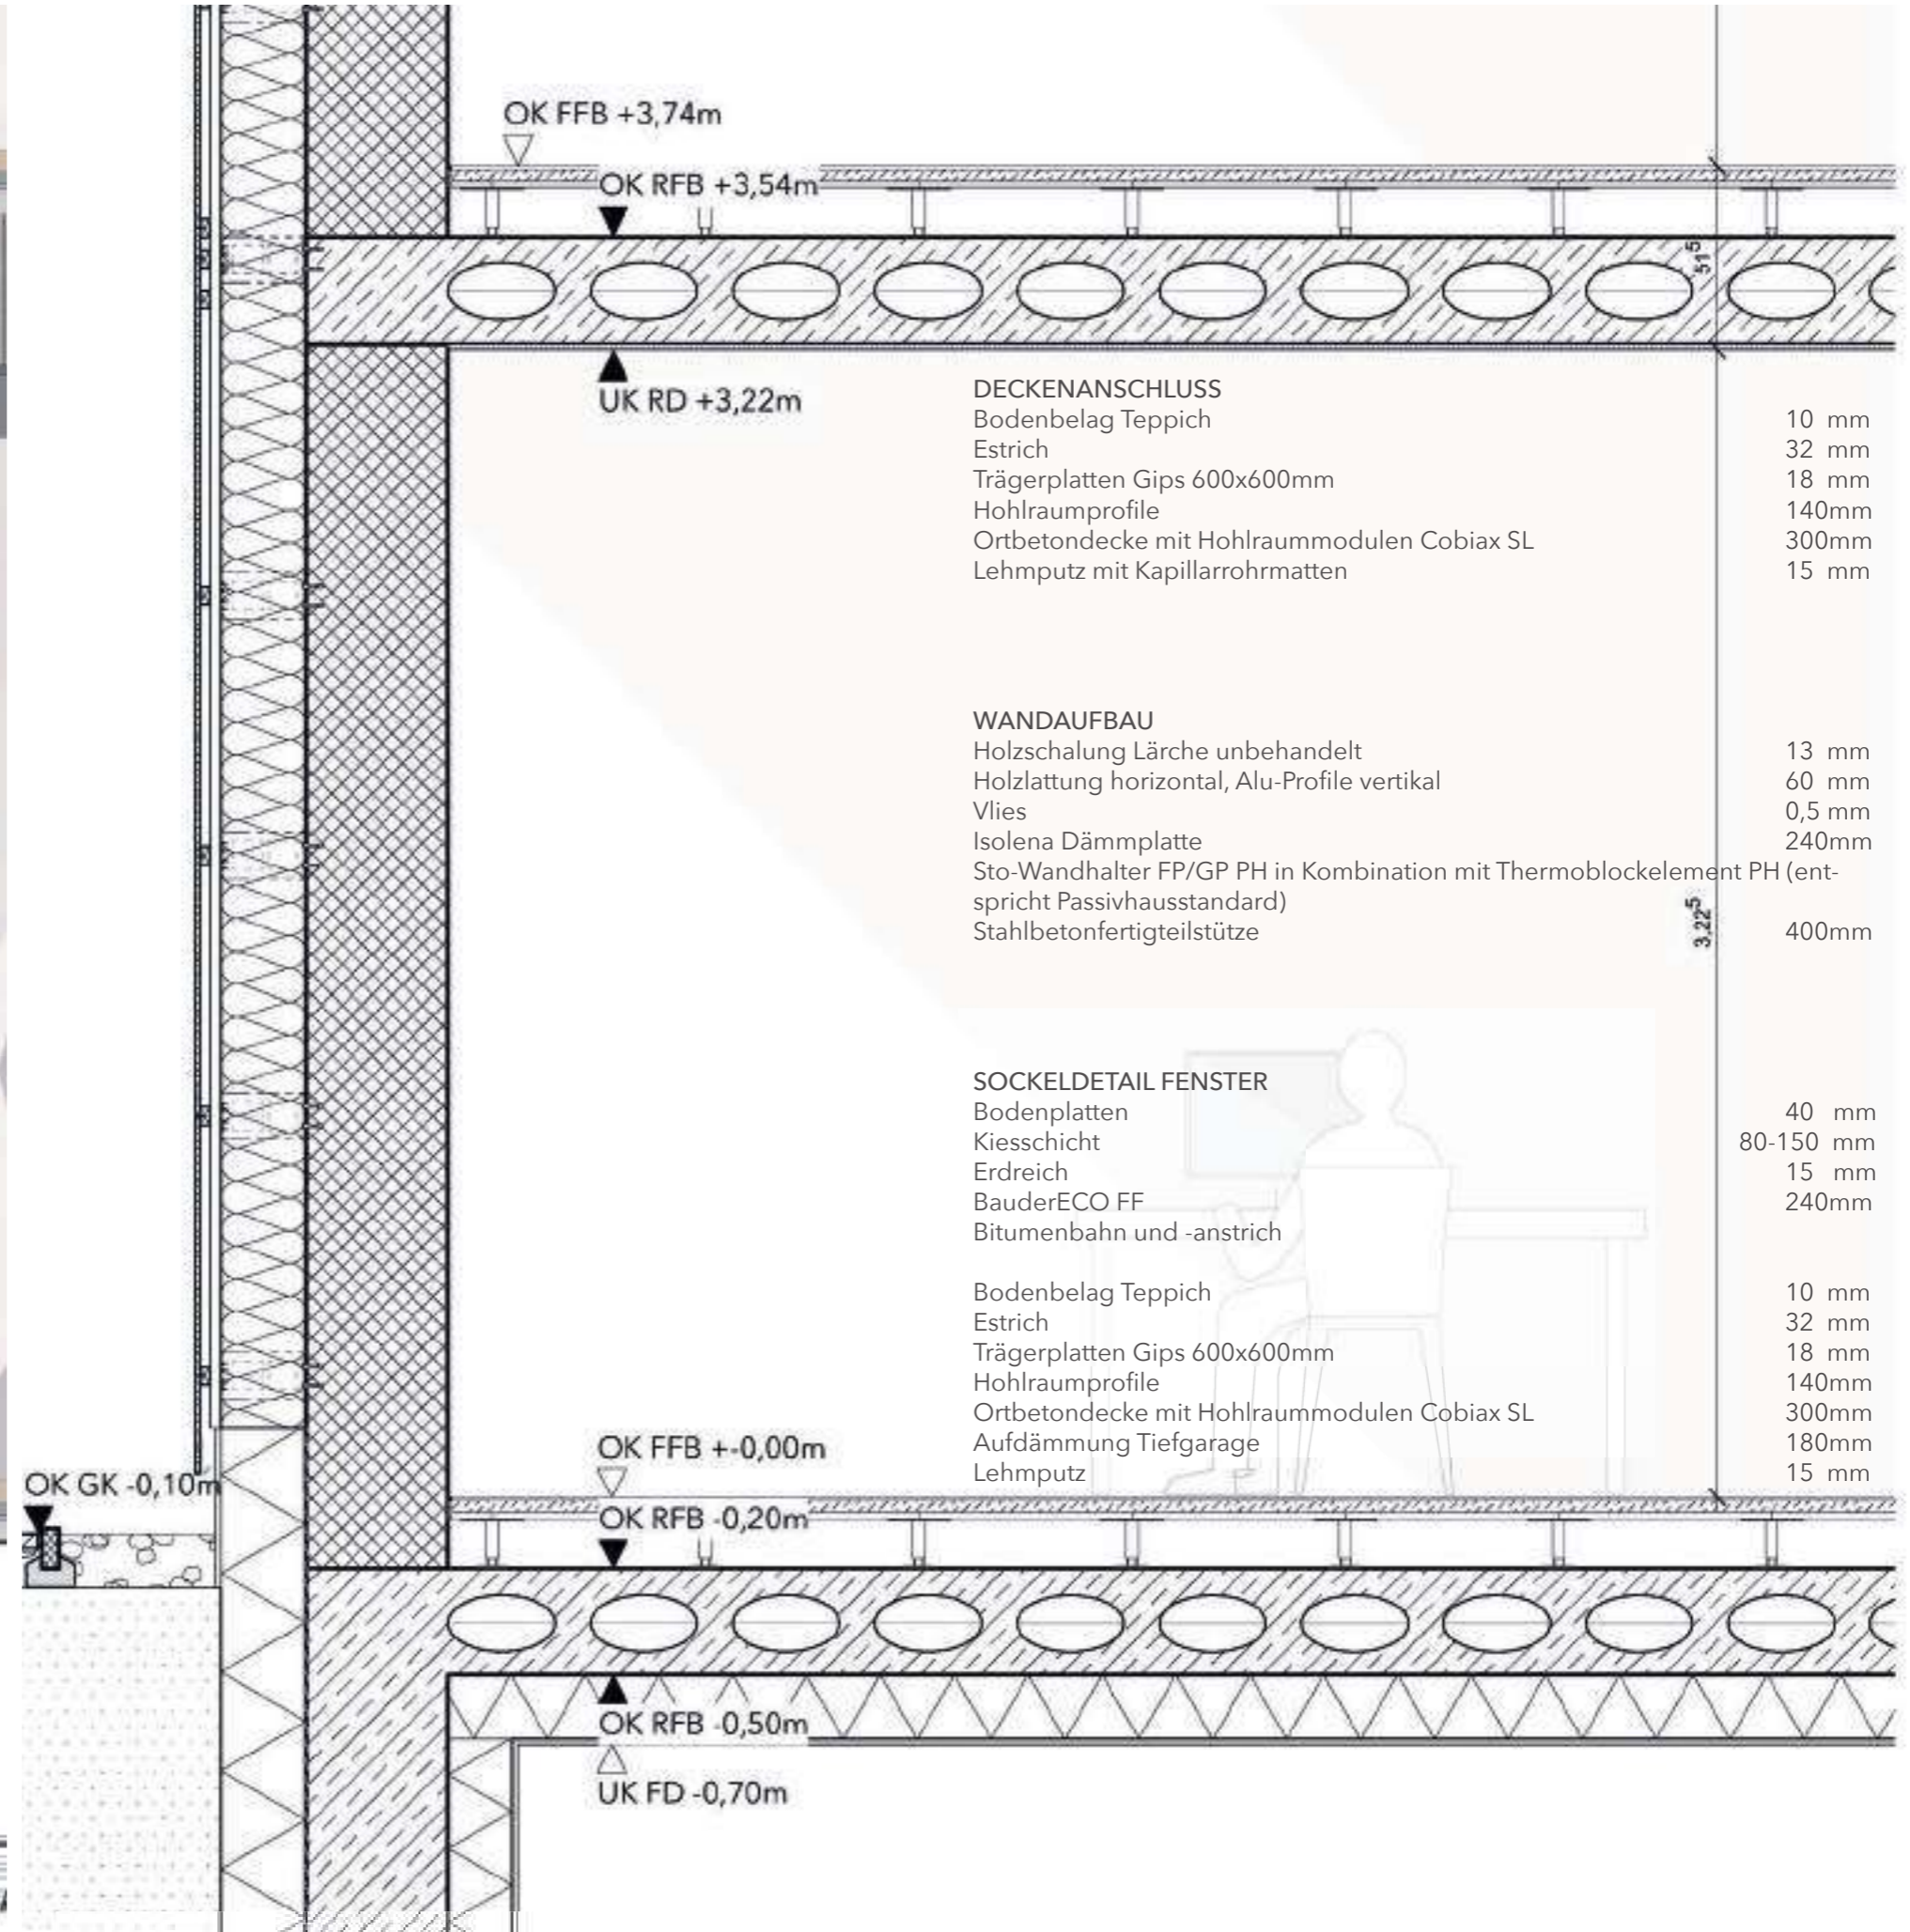 OK FFB +3,74m
OK RFB +3,54m
51⁵
UK RD +3,22m
DECKENANSCHLUSS
Bodenbelag Teppich 10 mm
Estrich 32 mm
Trägerplatten Gips 600x600mm 18 mm
Hohlraumprofile 140mm
Ortbetondecke mit Hohlraummodulen Cobiax SL 300mm
Lehmputz mit Kapillarrohrmatten 15 mm
WANDAUFBAU
Holzschalung Lärche unbehandelt 13 mm
Holzlattung horizontal, Alu-Profile vertikal 60 mm
Vlies 0,5 mm
Isolena Dämmplatte 240mm
Sto-Wandhalter FP/GP PH in Kombination mit Thermoblockelement PH (ent-
spricht Passivhausstandard)
Stahlbetonfertigteilstütze 400mm
3,22⁵
SOCKELDETAIL FENSTER
Bodenplatten 40 mm
Kiesschicht 80-150 mm
Erdreich 15 mm
BauderECO FF 240mm
Bitumenbahn und -anstrich
Bodenbelag Teppich 10 mm
Estrich 32 mm
Trägerplatten Gips 600x600mm 18 mm
Hohlraumprofile 140mm
Ortbetondecke mit Hohlraummodulen Cobiax SL 300mm
Aufdämmung Tiefgarage 180mm
Lehmputz 15 mm
OK FFB +-0,00m
OK GK -0,10m
OK RFB -0,20m
OK RFB -0,50m
UK FD -0,70m